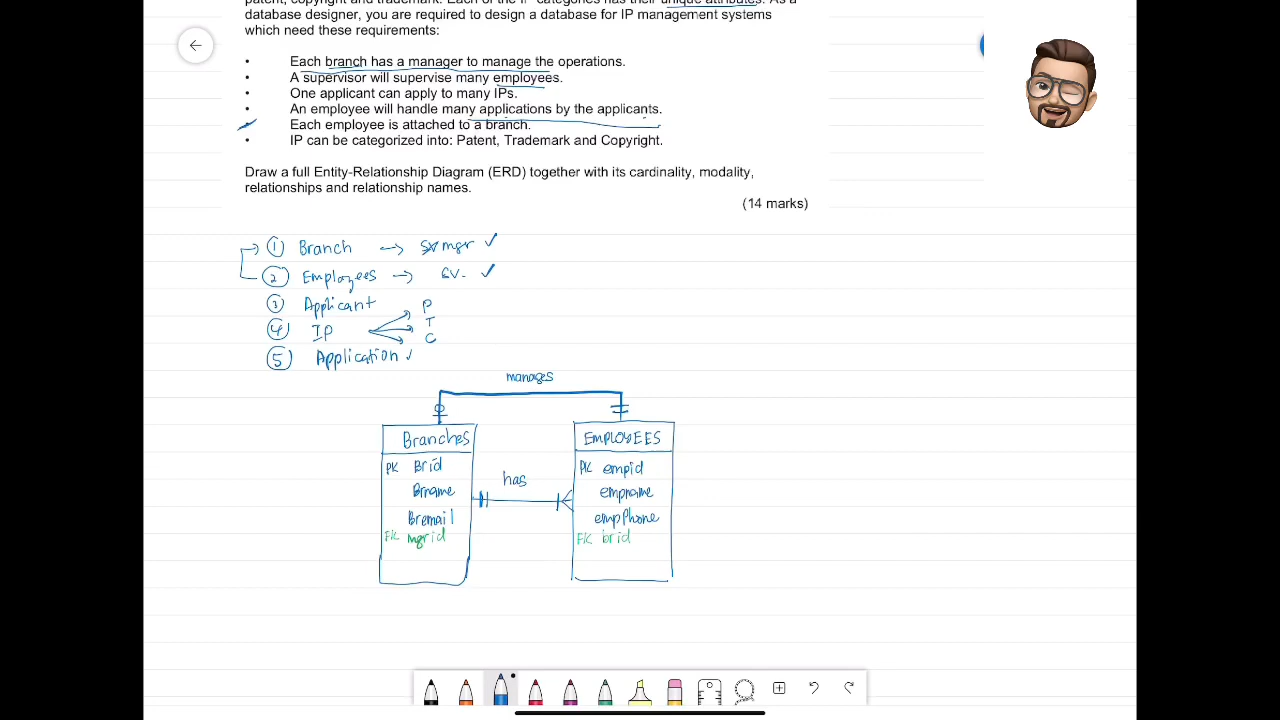 patent, copyright and trademark. Each of the IP categories has their unique attributes. As a
database designer, you are required to design a database for IP management systems
which need these requirements:
• Each branch has a manager to manage the operations.
• A supervisor will supervise many employees.
• One applicant can apply to many IPs.
• An employee will handle many applications by the applicants.
• Each employee is attached to a branch.
• IP can be categorized into: Patent, Trademark and Copyright.
Draw a full Entity-Relationship Diagram (ERD) together with its cardinality, modality,
relationships and relationship names.
(14 marks)
① Branch → mgr ✓
② Employees → SV. ✓
③ Applicant
④ IP
P
T
C
⑤ Application ✓
manages
Branches
PK Brid
Brname
Bremail
FK mgrid
has
EMPLOYEES
PK empid
empname
empPhone
FK brid